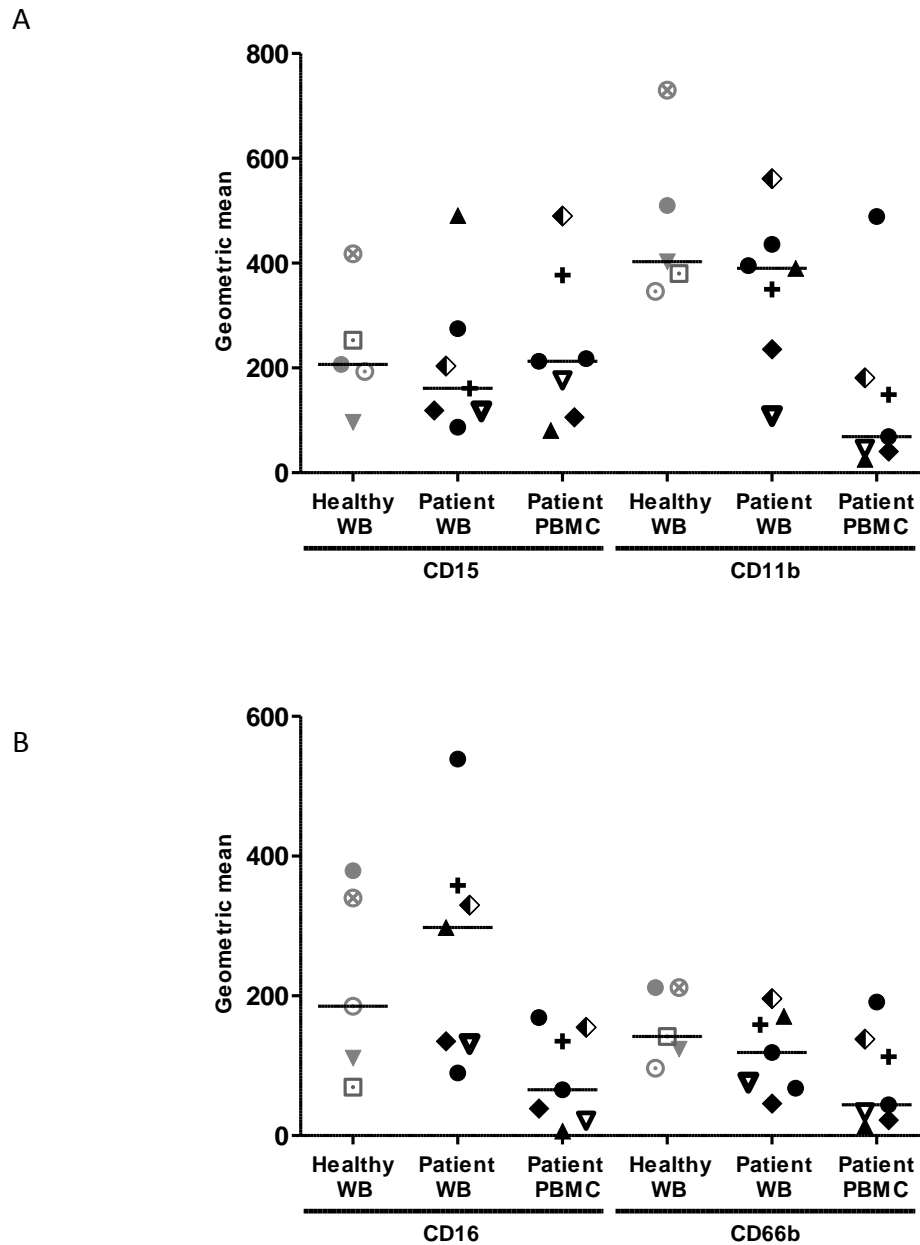 A
Geometric mean
800
600
400
200
0
Healthy WB
Patient WB
Patient PBMC
Healthy WB
Patient WB
Patient PBMC
CD15
CD11b
B
Geometric mean
600
400
200
0
Healthy WB
Patient WB
Patient PBMC
Healthy WB
Patient WB
Patient PBMC
CD16
CD66b